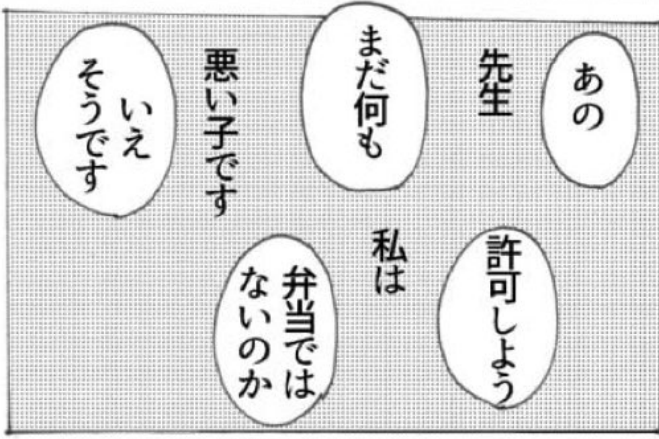 あの
先生
許可しよう
まだ何も
私は
弁当では
ないのか
悪い子です
いえ
そうです